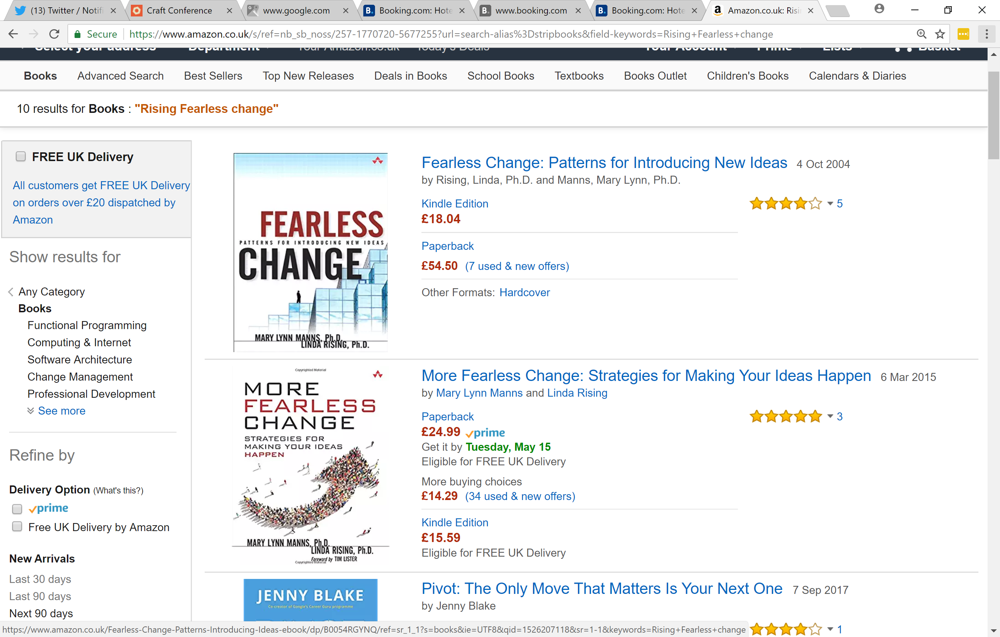 (13) Twitter / Notifi
Craft Conference
www.google.com
Booking.com: Hote
www.booking.com
Booking.com: Hote
Amazon.co.uk: Risi
Secure
https://www.amazon.co.uk/s/ref=nb_sb_noss/257-1770720-5677255?url=search-alias%3Dstripbooks&field-keywords=Rising+Fearless+change
Select your address Department Your Amazon.co.uk Today's Deals Your Account Prime Lists Basket
Books Advanced Search Best Sellers Top New Releases Deals in Books School Books Textbooks Books Outlet Children's Books Calendars & Diaries
10 results for Books : "Rising Fearless change"
FREE UK Delivery
All customers get FREE UK Delivery
on orders over £20 dispatched by
Amazon
Show results for
Any Category
Books
Functional Programming
Computing & Internet
Software Architecture
Change Management
Professional Development
See more
Refine by
Delivery Option (What's this?)
prime
Free UK Delivery by Amazon
New Arrivals
Last 30 days
Last 90 days
Next 90 days
FEARLESS
PATTERNS FOR INTRODUCING NEW IDEAS
CHANGE
MARY LYNN MANNS, Ph.D.
LINDA RISING, Ph.D.
Fearless Change: Patterns for Introducing New Ideas 4 Oct 2004
by Rising, Linda, Ph.D. and Manns, Mary Lynn, Ph.D.
Kindle Edition
£18.04
5
Paperback
£54.50 (7 used & new offers)
Other Formats: Hardcover
Copyrighted Material
MORE
FEARLESS
CHANGE
STRATEGIES FOR
MAKING YOUR IDEAS
HAPPEN
MARY LYNN MANNS, Ph.D.
LINDA RISING, Ph.D.
Foreword by TIM LISTER
Copyrighted Material
More Fearless Change: Strategies for Making Your Ideas Happen 6 Mar 2015
by Mary Lynn Manns and Linda Rising
Paperback
£24.99 prime
3
Get it by Tuesday, May 15
Eligible for FREE UK Delivery
More buying choices
£14.29 (34 used & new offers)
Kindle Edition
£15.59
Eligible for FREE UK Delivery
JENNY BLAKE
Co-creator of Google's Career Guru programme
Pivot: The Only Move That Matters Is Your Next One 7 Sep 2017
by Jenny Blake
1
https://www.amazon.co.uk/Fearless-Change-Patterns-Introducing-Ideas-ebook/dp/B0054RGYNQ/ref=sr_1_1?s=books&ie=UTF8&qid=1526207118&sr=1-1&keywords=Rising+Fearless+change